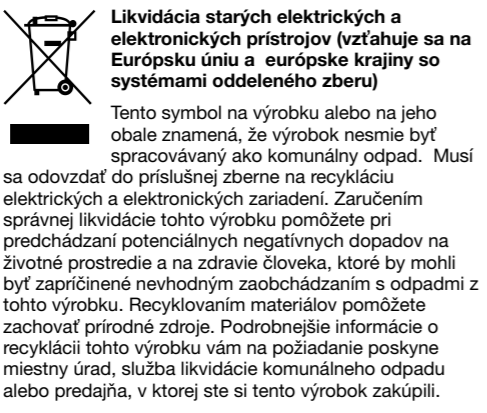 Likvidácia starých elektrických a
elektronických prístrojov (vzťahuje sa na
Európsku úniu a  európske krajiny so
systémami oddeleného zberu)
Tento symbol na výrobku alebo na jeho
obale znamená, že výrobok nesmie byť
spracovávaný ako komunálny odpad.  Musí
sa odovzdať do príslušnej zberne na recykláciu
elektrických a elektronických zariadení. Zaručením
správnej likvidácie tohto výrobku pomôžete pri
predchádzaní potenciálnych negatívnych dopadov na
životné prostredie a na zdravie človeka, ktoré by mohli
byť zapríčinené nevhodným zaobchádzaním s odpadmi z
tohto výrobku. Recyklovaním materiálov pomôžete
zachovať prírodné zdroje. Podrobnejšie informácie o
recyklácii tohto výrobku vám na požiadanie poskyne
miestny úrad, služba likvidácie komunálneho odpadu
alebo predajňa, v ktorej ste si tento výrobok zakúpili.